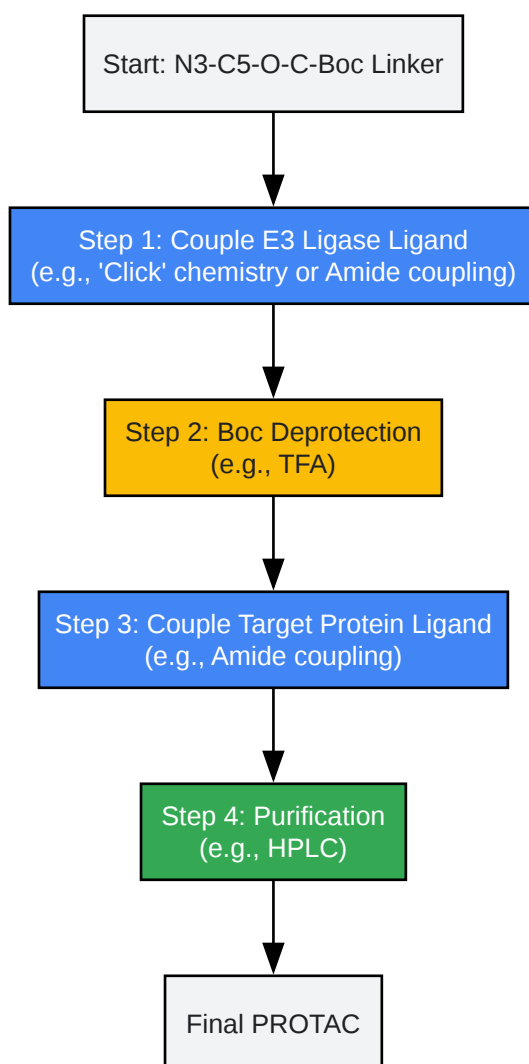 Start: N3-C5-O-C-Boc Linker
Step 1: Couple E3 Ligase Ligand
(e.g., 'Click' chemistry or Amide coupling)
Step 2: Boc Deprotection
(e.g., TFA)
Step 3: Couple Target Protein Ligand
(e.g., Amide coupling)
Step 4: Purification
(e.g., HPLC)
Final PROTAC